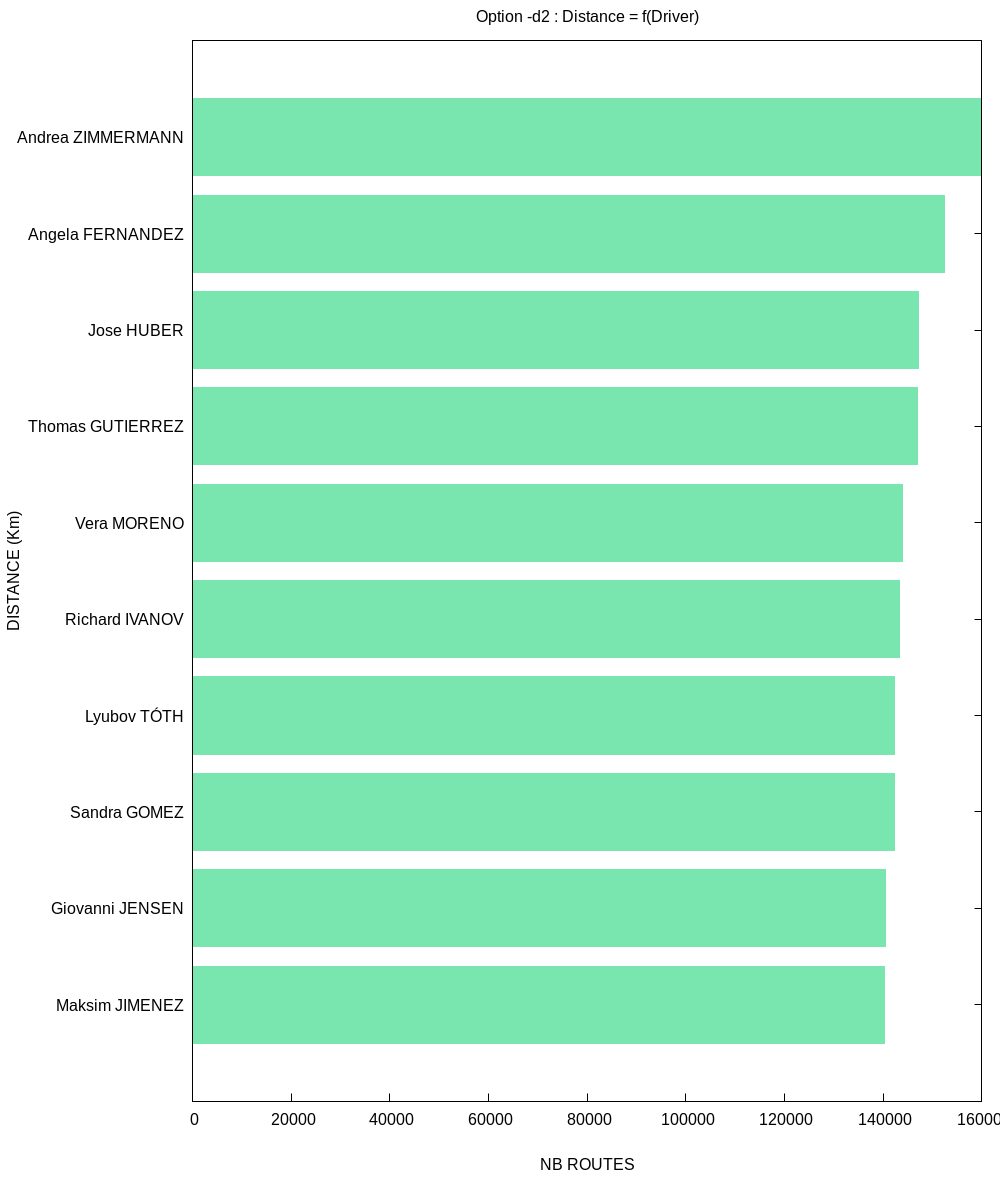 Option -d2 : Distance = f(Driver)
Andrea ZIMMERMANN
Angela FERNANDEZ
Jose HUBER
Thomas GUTIERREZ
Vera MORENO
Richard IVANOV
Lyubov TÓTH
Sandra GOMEZ
Giovanni JENSEN
Maksim JIMENEZ
DISTANCE (Km)
0 20000 40000 60000 80000 100000 120000 140000 16000
NB ROUTES